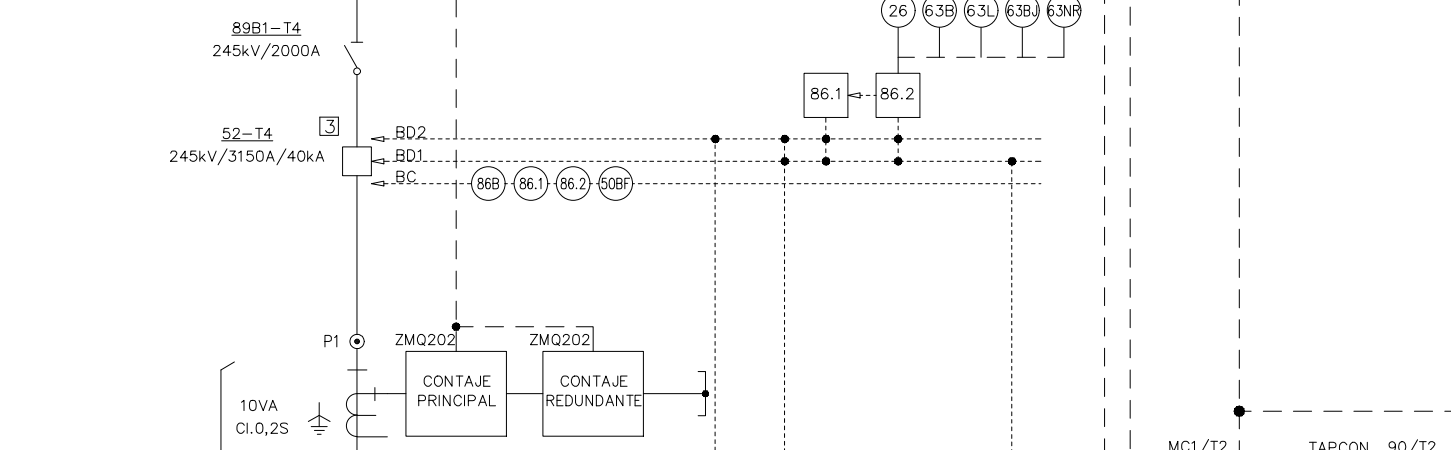 26 63B 63L 63BJ 63NR
89B1-T4
245kV/2000A
86.1 86.2
3
52-T4
245kV/3150A/40kA
BD2
BD1
BC
86B 86.1 86.2 50BF
P1
ZMQ202 ZMQ202
CONTAJE PRINCIPAL
CONTAJE REDUNDANTE
10VA
Cl.0,2S
MC1/T2 TAPCON 90/T2